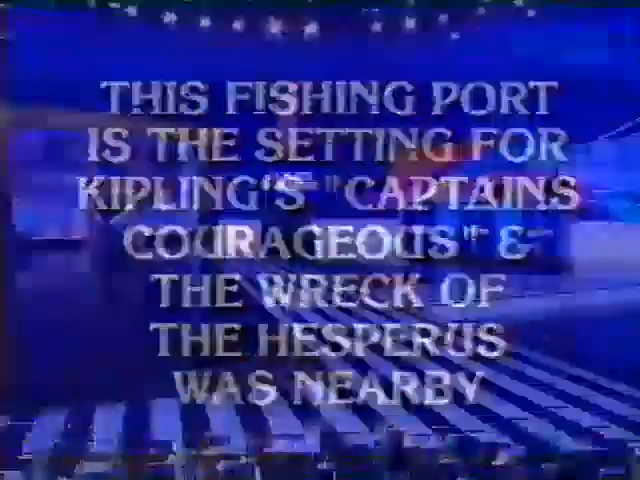 THIS FISHING PORT
IS THE SETTING FOR
KIPLING'S "CAPTAINS
COURAGEOUS" &
THE WRECK OF
THE HESPERUS
WAS NEARBY